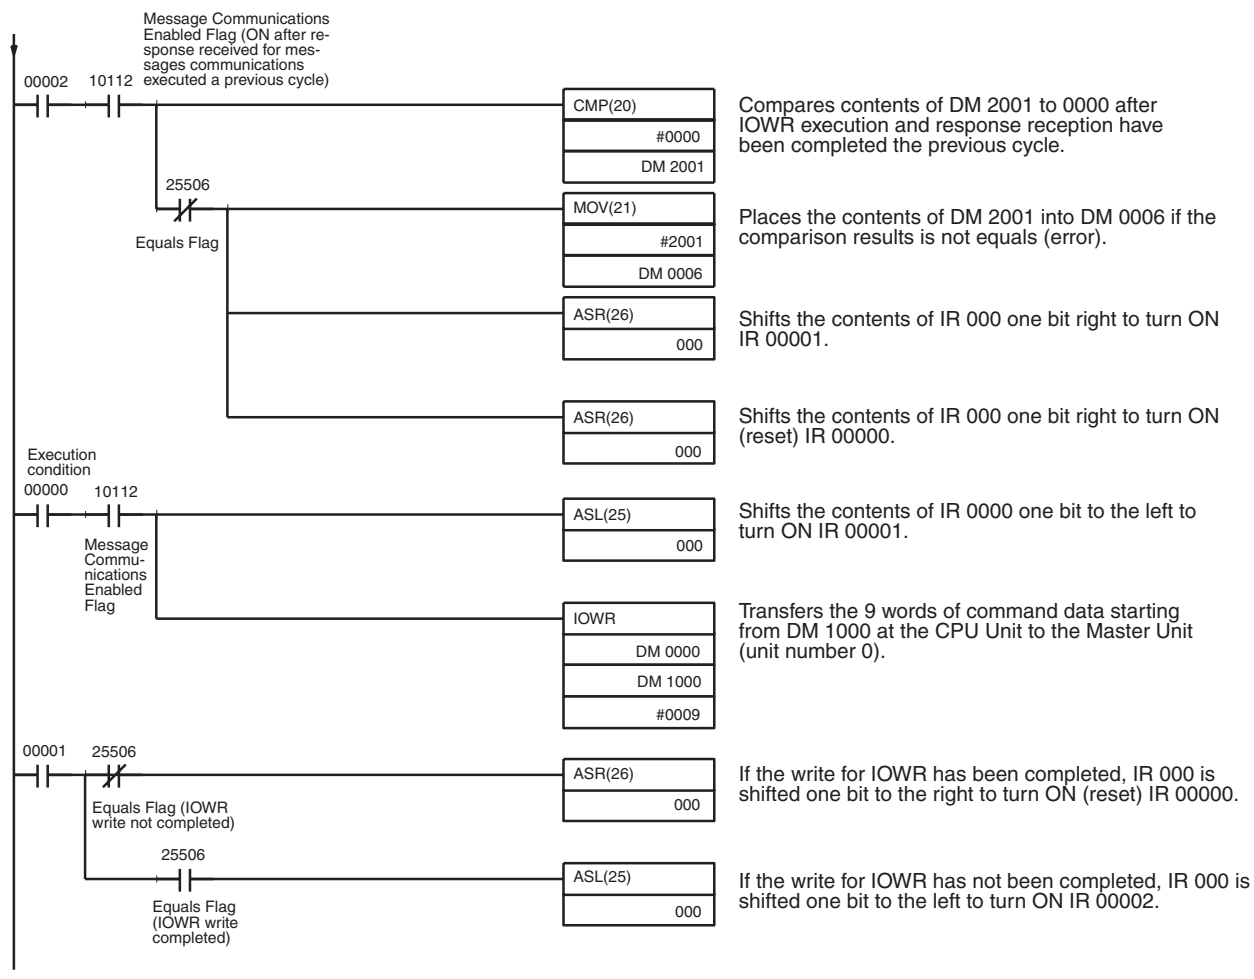 Message Communications
Enabled Flag (ON after re-
sponse received for mes-
sages communications
executed a previous cycle)
00002
10112
CMP(20)
#0000
DM 2001
Compares contents of DM 2001 to 0000 after
IOWR execution and response reception have
been completed the previous cycle.
25506
Equals Flag
MOV(21)
#2001
DM 0006
Places the contents of DM 2001 into DM 0006 if the
comparison results is not equals (error).
ASR(26)
000
Shifts the contents of IR 000 one bit right to turn ON
IR 00001.
ASR(26)
000
Shifts the contents of IR 000 one bit right to turn ON
(reset) IR 00000.
Execution
condition
00000
10112
Message
Commu-
nications
Enabled
Flag
ASL(25)
000
Shifts the contents of IR 0000 one bit to the left to
turn ON IR 00001.
IOWR
DM 0000
DM 1000
#0009
Transfers the 9 words of command data starting
from DM 1000 at the CPU Unit to the Master Unit
(unit number 0).
00001
25506
Equals Flag (IOWR
write not completed)
ASR(26)
000
If the write for IOWR has been completed, IR 000 is
shifted one bit to the right to turn ON (reset) IR 00000.
25506
Equals Flag
(IOWR write
completed)
ASL(25)
000
If the write for IOWR has not been completed, IR 000 is
shifted one bit to the left to turn ON IR 00002.